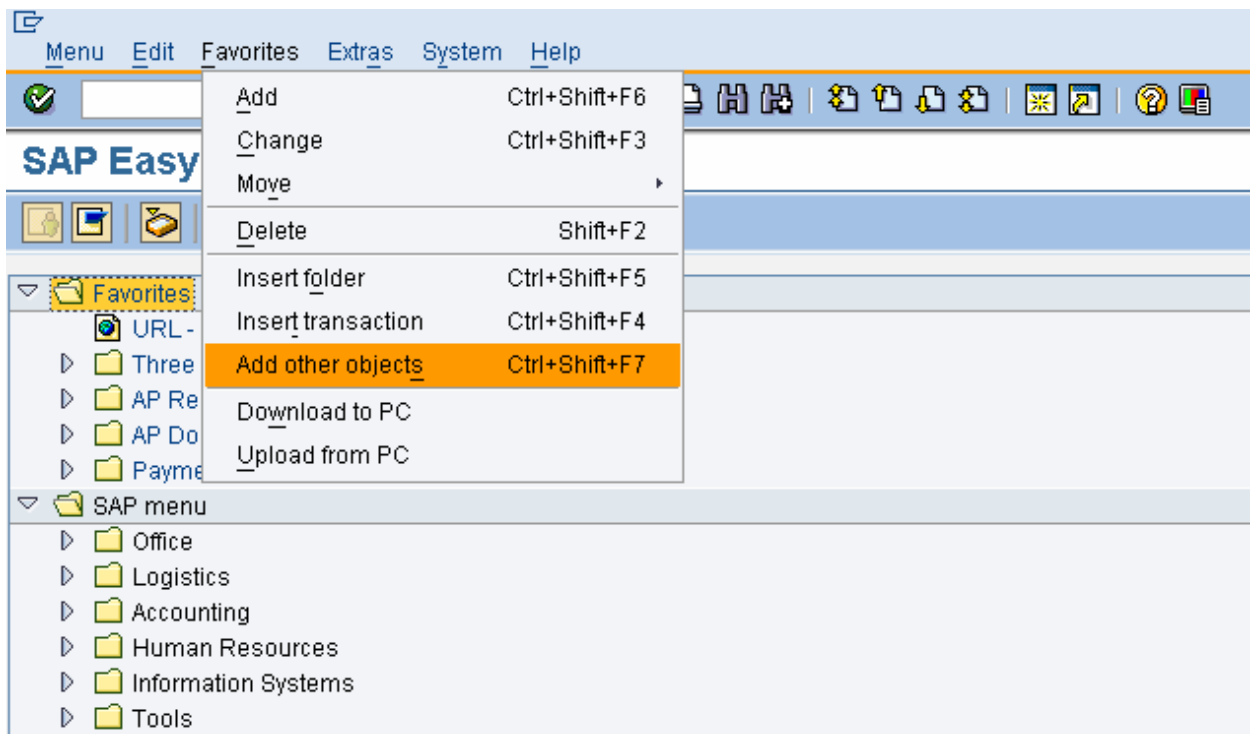 Menu Edit Favorites Extras System Help
Add Ctrl+Shift+F6
Change Ctrl+Shift+F3
SAP Easy
Move
Delete Shift+F2
Insert folder Ctrl+Shift+F5
Favorites
Insert transaction Ctrl+Shift+F4
URL -
Three
Add other objects Ctrl+Shift+F7
AP Re
Download to PC
AP Do
Upload from PC
Payme
SAP menu
Office
Logistics
Accounting
Human Resources
Information Systems
Tools